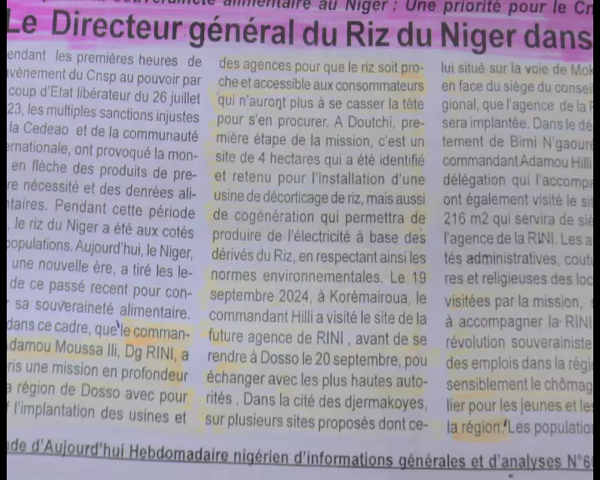 souveraineté alimentaire au Niger : Une priorité pour le Cn
Le Directeur général du Riz du Niger dans
endant les premières heures de
vènement du Cnsp au pouvoir par
coup d'Etat libérateur du 26 juillet
23, les multiples sanctions injustes
la Cedeao et de la communauté
ernationale, ont provoqué la mon-
en flèche des produits de pre-
re nécessité et des denrées ali-
ntaires. Pendant cette période
, le riz du Niger a été aux cotés
populations. Aujourd'hui, le Niger,
une nouvelle ère, a tiré les le-
de ce passé recent pour con-
sa souveraineté alimentaire.
dans ce cadre, que le comman-
Adamou Moussa Ili, Dg RINI, a
ris une mission en profondeur
a région de Dosso avec pour
l'implantation des usines et
des agences pour que le riz soit pro-
che et accessible aux consommateurs
qui n'auront plus à se casser la tête
pour s'en procurer. A Doutchi, pre-
mière étape de la mission, c'est un
site de 4 hectares qui a été identifié
et retenu pour l'installation d'une
usine de décorticage de riz, mais aussi
de cogénération qui permettra de
produire de l'électricité à base des
dérivés du Riz, en respectant ainsi les
normes environnementales. Le 19
septembre 2024, à Korémairoua, le
commandant Hilli a visité le site de la
future agence de RINI , avant de se
rendre à Dosso le 20 septembre, pou
échanger avec les plus hautes auto-
rités . Dans la cité des djermakoyes,
sur plusieurs sites proposés dont ce-
lui situé sur la voie de Mok
en face du siège du consei
gional, que l'agence de la R
sera implantée. Dans le dé
tement de Birni N'gaouré
commandant Adamou Hilli
délégation qui l'accompa
ont également visité le sit
216 m2 qui servira de siè
l'agence de la RINI. Les a
tés administratives, cout
res et religieuses des loc
visitées par la mission, s
à accompagner la RINI
révolution souverainiste
des emplois dans la régi
sensiblement le chômag
lier pour les jeunes et les
la région. Les population
de d'Aujourd'hui Hebdomadaire nigérien d'informations générales et d'analyses N°6